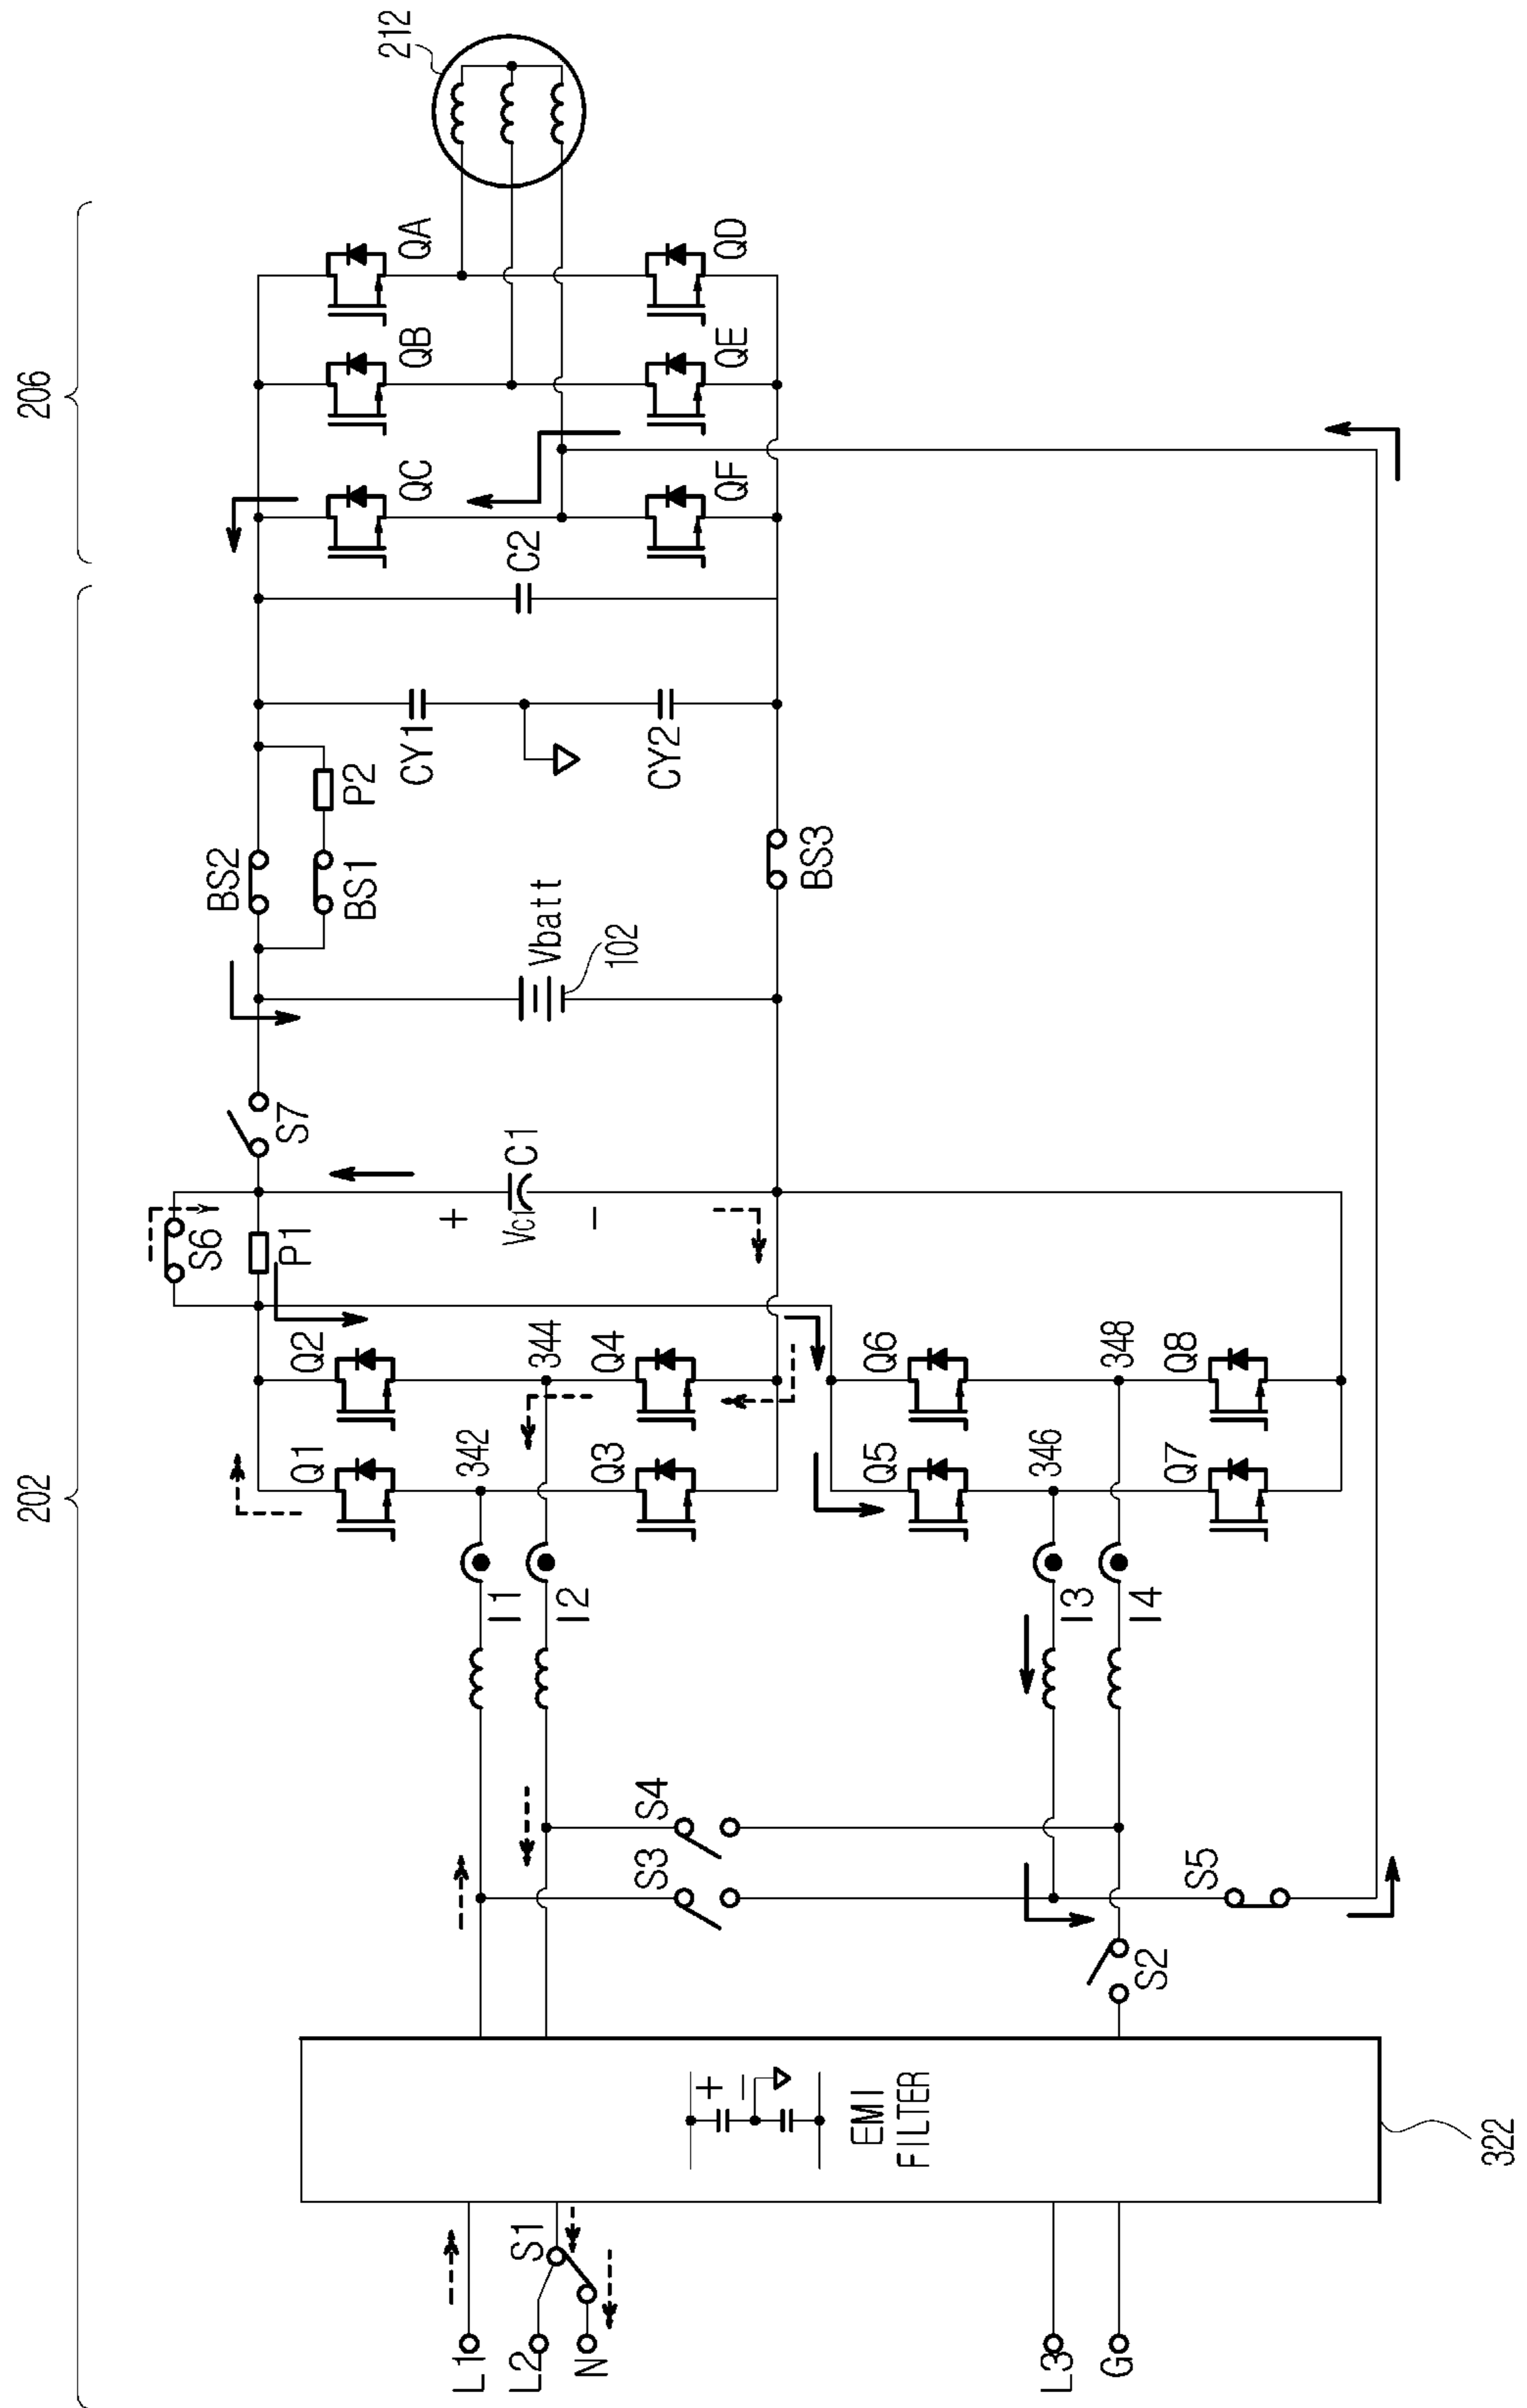 202
206
L1
L2
N
S1
L3
G
EMI
FILTER
+
−
322
S2
S3
S4
S5
I1
I2
I3
I4
Q1
Q2
342
344
Q3
Q4
Q5
Q6
346
348
Q7
Q8
S6
P1
S7
+
Vc1
−
C1
Vbatt
102
BS2
BS1
P2
BS3
CY1
CY2
C2
QC
QB
QA
QF
QE
QD
212